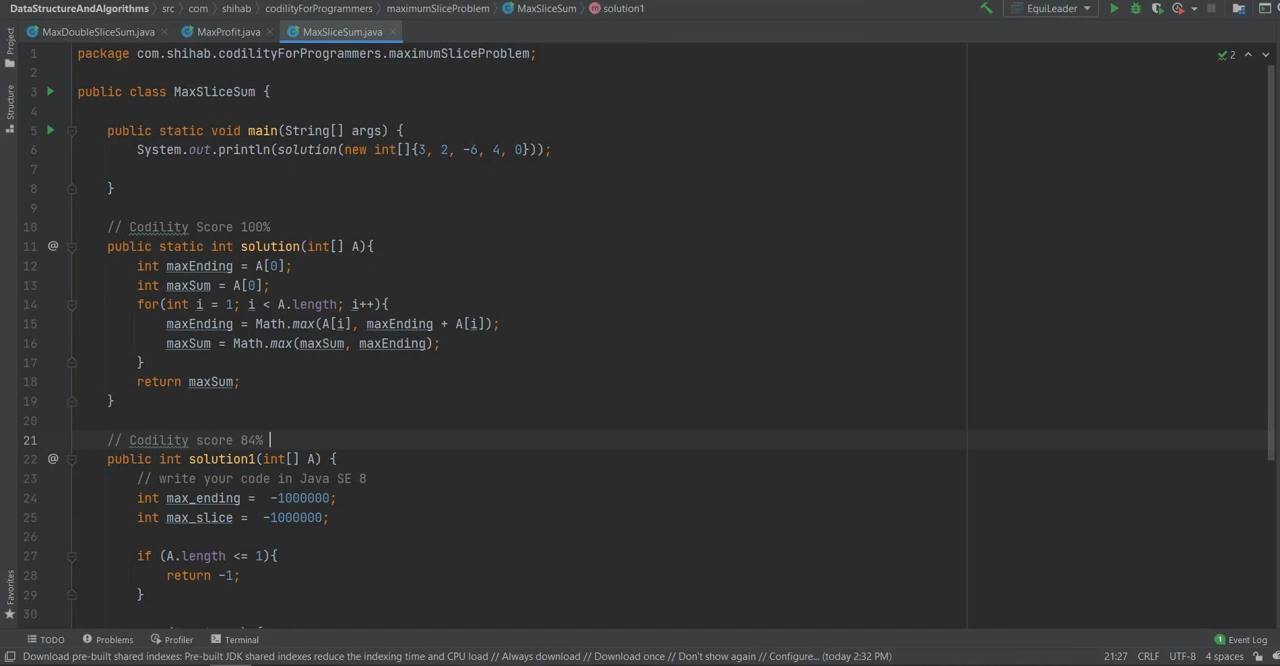 DataStructureAndAlgorithms > src > com > shihab > codilityForProgrammers > maximumSliceProblem > MaxSliceSum > solution1 EquiLeader
MaxDoubleSliceSum.java MaxProfit.java MaxSliceSum.java
Project
Structure
Favorites
1 package com.shihab.codilityForProgrammers.maximumSliceProblem; 2
2
3 public class MaxSliceSum {
4
5 public static void main(String[] args) {
6 System.out.println(solution(new int[]{3, 2, -6, 4, 0}));
7
8 }
9
10 // Codility Score 100%
11 @ public static int solution(int[] A){
12 int maxEnding = A[0];
13 int maxSum = A[0];
14 for(int i = 1; i < A.length; i++){
15 maxEnding = Math.max(A[i], maxEnding + A[i]);
16 maxSum = Math.max(maxSum, maxEnding);
17 }
18 return maxSum;
19 }
20
21 // Codility score 84%
22 @ public int solution1(int[] A) {
23 // write your code in Java SE 8
24 int max_ending = -1000000;
25 int max_slice = -1000000;
26
27 if (A.length <= 1){
28 return -1;
29 }
30
TODO Problems Profiler Terminal 1 Event Log
Download pre-built shared indexes: Pre-built JDK shared indexes reduce the indexing time and CPU load // Always download // Download once // Don't show again // Configure... (today 2:32 PM) 21:27 CRLF UTF-8 4 spaces